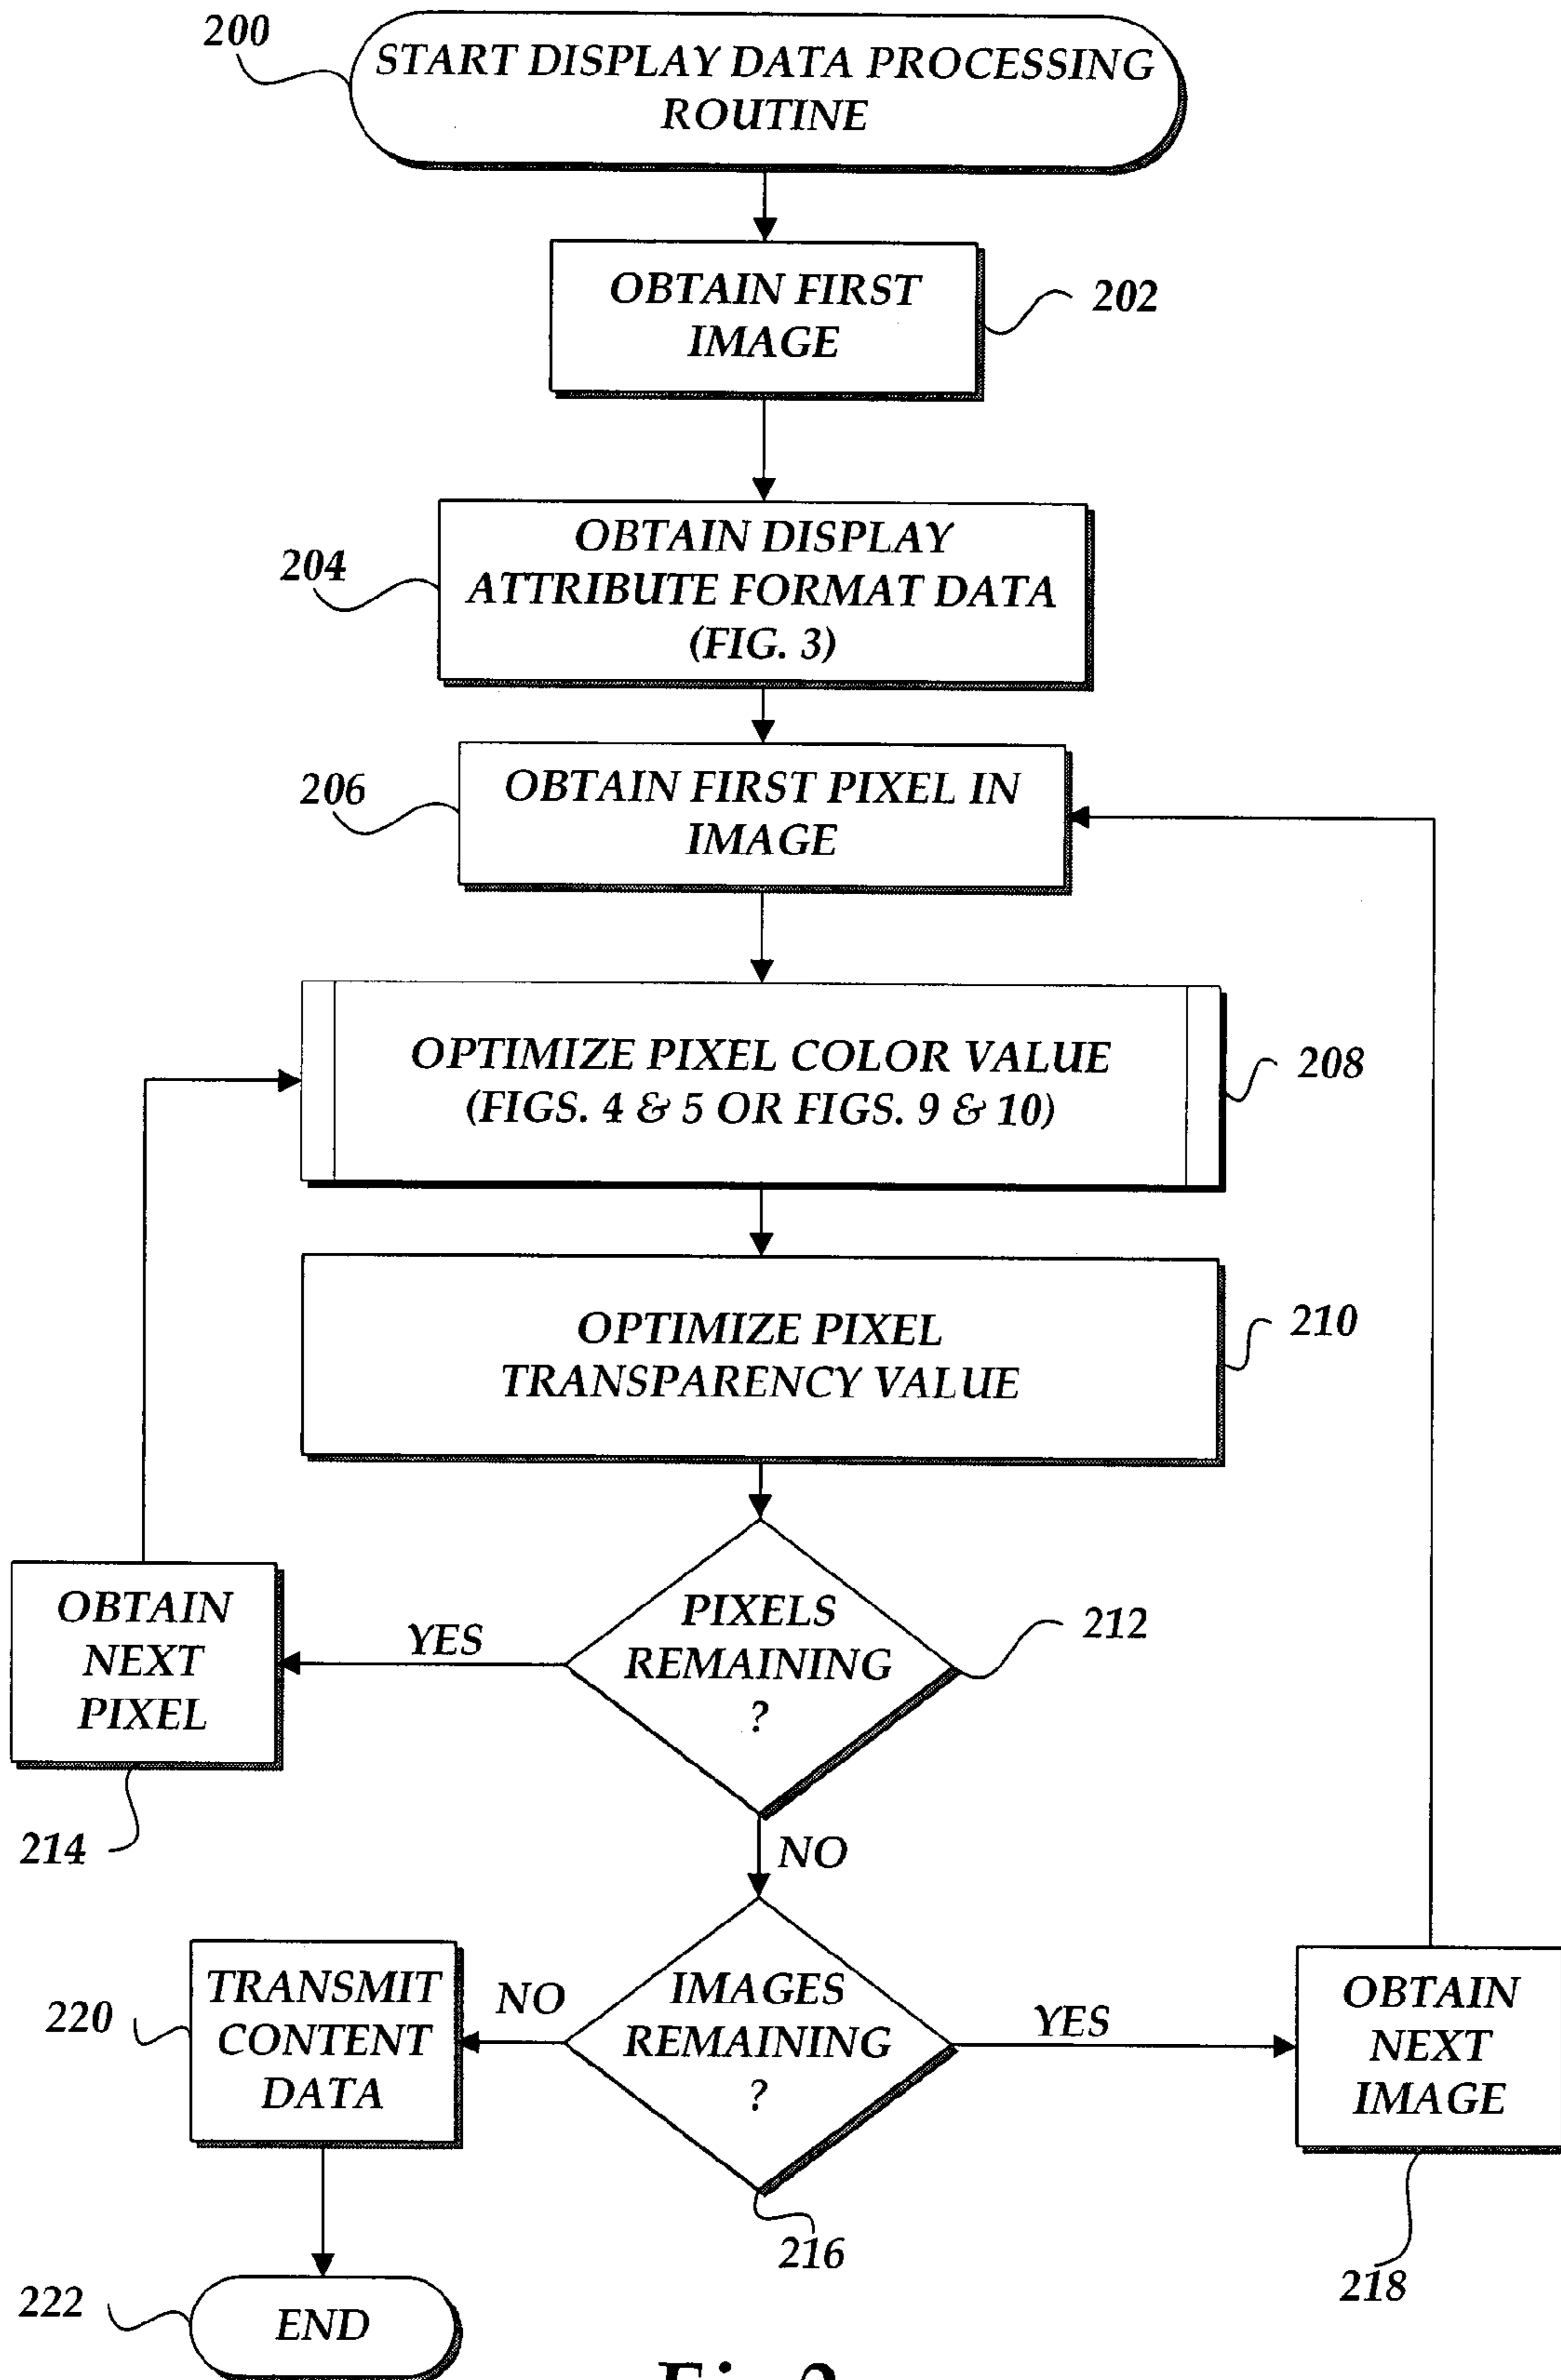 200
START DISPLAY DATA PROCESSING
ROUTINE
OBTAIN FIRST
IMAGE
202
204
OBTAIN DISPLAY
ATTRIBUTE FORMAT DATA
(FIG. 3)
206
OBTAIN FIRST PIXEL IN
IMAGE
OPTIMIZE PIXEL COLOR VALUE
(FIGS. 4 & 5 OR FIGS. 9 & 10)
208
OPTIMIZE PIXEL
TRANSPARENCY VALUE
210
OBTAIN
NEXT
PIXEL
214
YES
PIXELS
REMAINING
?
212
NO
220
TRANSMIT
CONTENT
DATA
NO
IMAGES
REMAINING
?
216
YES
OBTAIN
NEXT
IMAGE
218
222
END